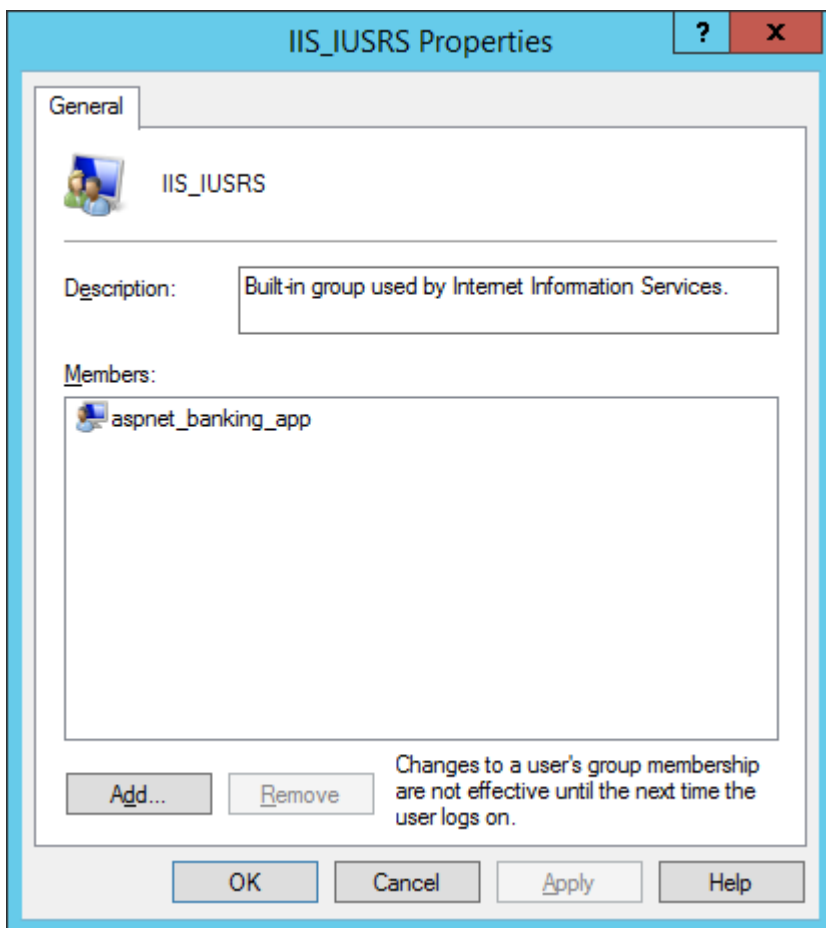 IIS_IUSRS Properties
?
x
General
IIS_IUSRS
Description:
Built-in group used by Internet Information Services.
Members:
aspnet_banking_app
Add...
Remove
Changes to a user's group membership
are not effective until the next time the
user logs on.
OK
Cancel
Apply
Help